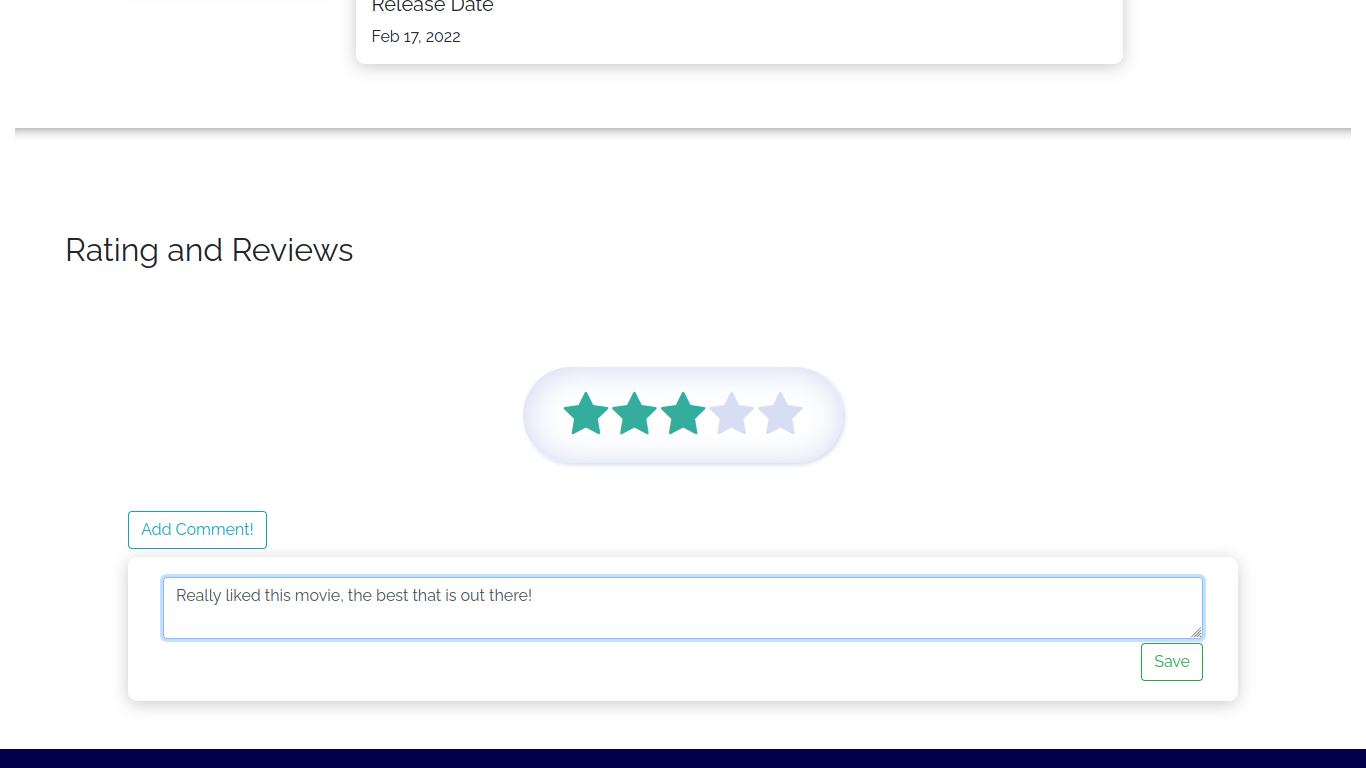 Release Date
Feb 17, 2022
Rating and Reviews
Add Comment!
Really liked this movie, the best that is out there!
Save